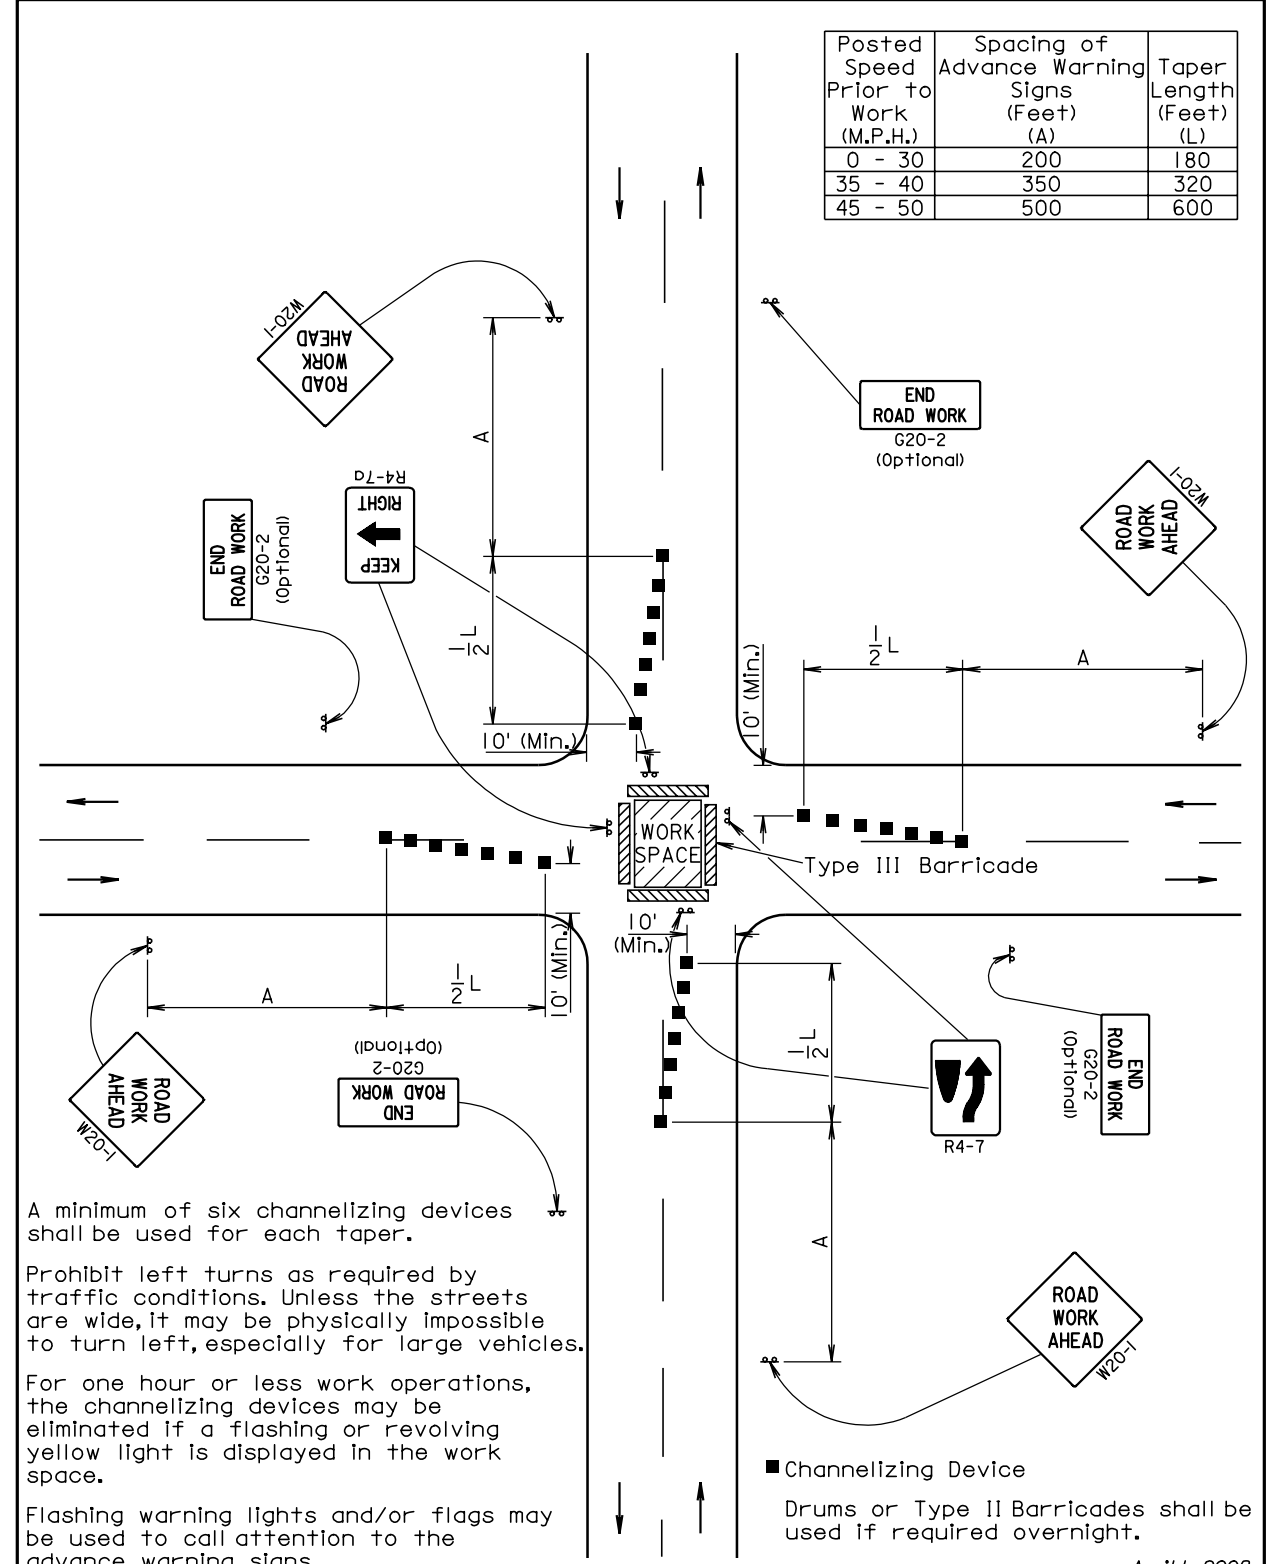 Posted Speed Prior to Work (M.P.H.)
Spacing of Advance Warning Signs (Feet) (A)
Taper Length (Feet) (L)
0 - 30 200 180
35 - 40 350 320
45 - 50 500 600
ROAD
WORK
AHEAD
W20-1
A
END
ROAD WORK
G20-2
(Optional)
R4-7a
KEEP
RIGHT
END
ROAD WORK
G20-2
(Optional)
ROAD
WORK
AHEAD
W20-1
1/2 L
10' (Min.)
10' (Min.)
1/2 L
A
WORK
SPACE
Type III Barricade
10'
(Min.)
10' (Min.)
A
1/2 L
1/2 L
ROAD
WORK
AHEAD
W20-1
END
ROAD WORK
G20-2
(Optional)
R4-7
END
ROAD WORK
G20-2
(Optional)
A
ROAD
WORK
AHEAD
W20-1
A minimum of six channelizing devices
shall be used for each taper.
Prohibit left turns as required by
traffic conditions. Unless the streets
are wide, it may be physically impossible
to turn left, especially for large vehicles.
For one hour or less work operations,
the channelizing devices may be
eliminated if a flashing or revolving
yellow light is displayed in the work
space.
Flashing warning lights and/or flags may
be used to call attention to the
advance warning signs
Channelizing Device
Drums or Type II Barricades shall be
used if required overnight.